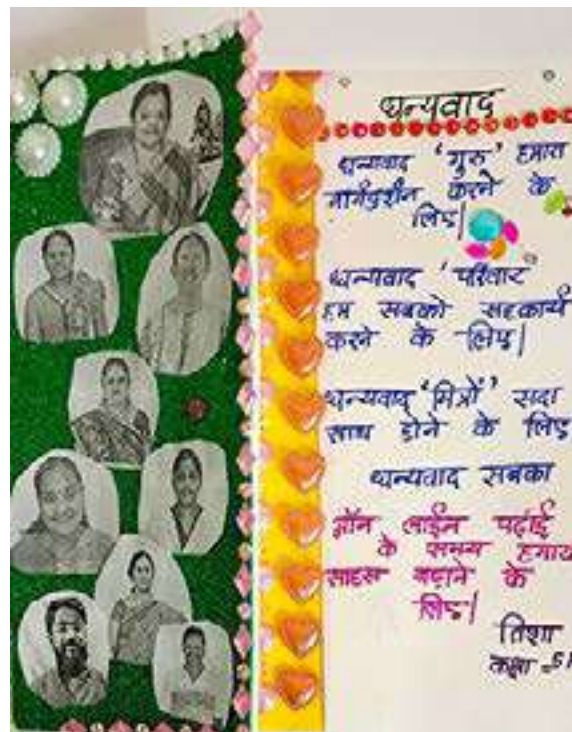 धन्यवाद
धन्यवाद 'गुरु' हमारा
मार्गदर्शन करने के
लिए|
धन्यवाद 'परिवार'
हम सबको सहकार्य
करने के लिए|
धन्यवाद 'मित्रों' सदा
साथ होने के लिए
धन्यवाद सबका
ऑन लाईन पढ़ाई
के समय हमारा
साहस बढ़ाने के
लिए|
कक्षा